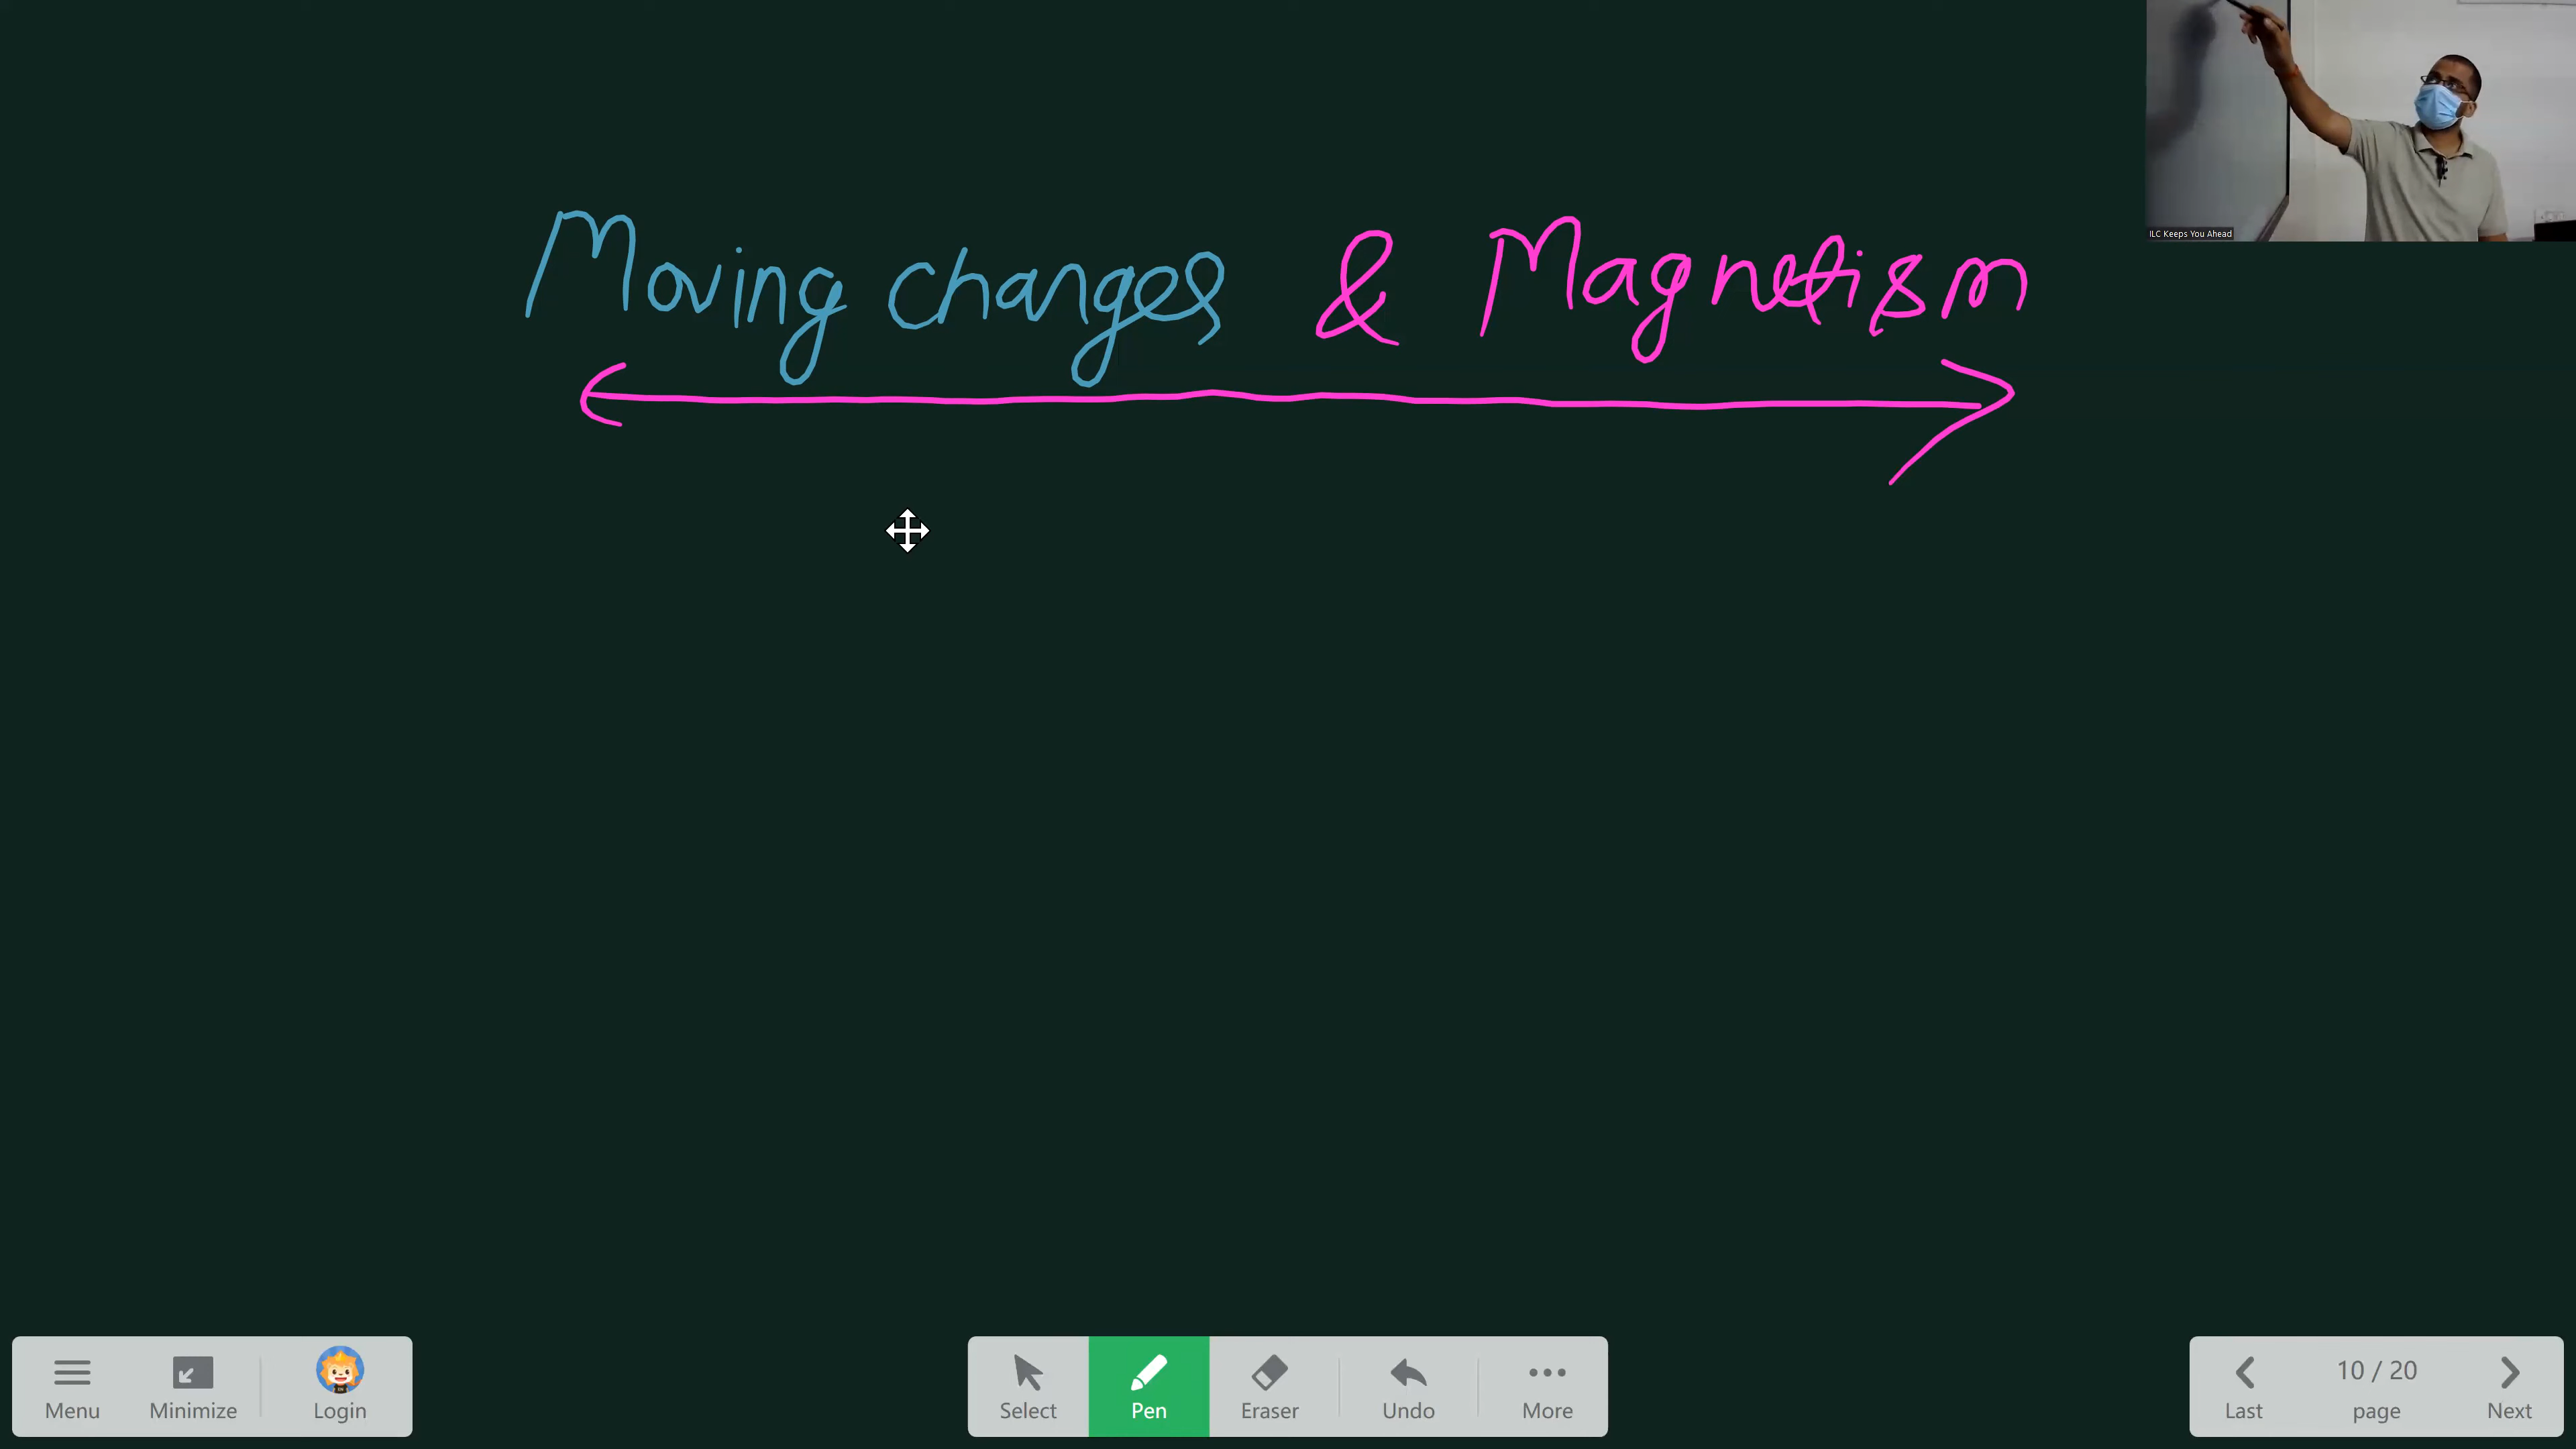 Moving changes & Magnetism
ILC Keeps You Ahead
Menu Minimize Login Select Pen Eraser Undo More Last 10 / 20 page Next